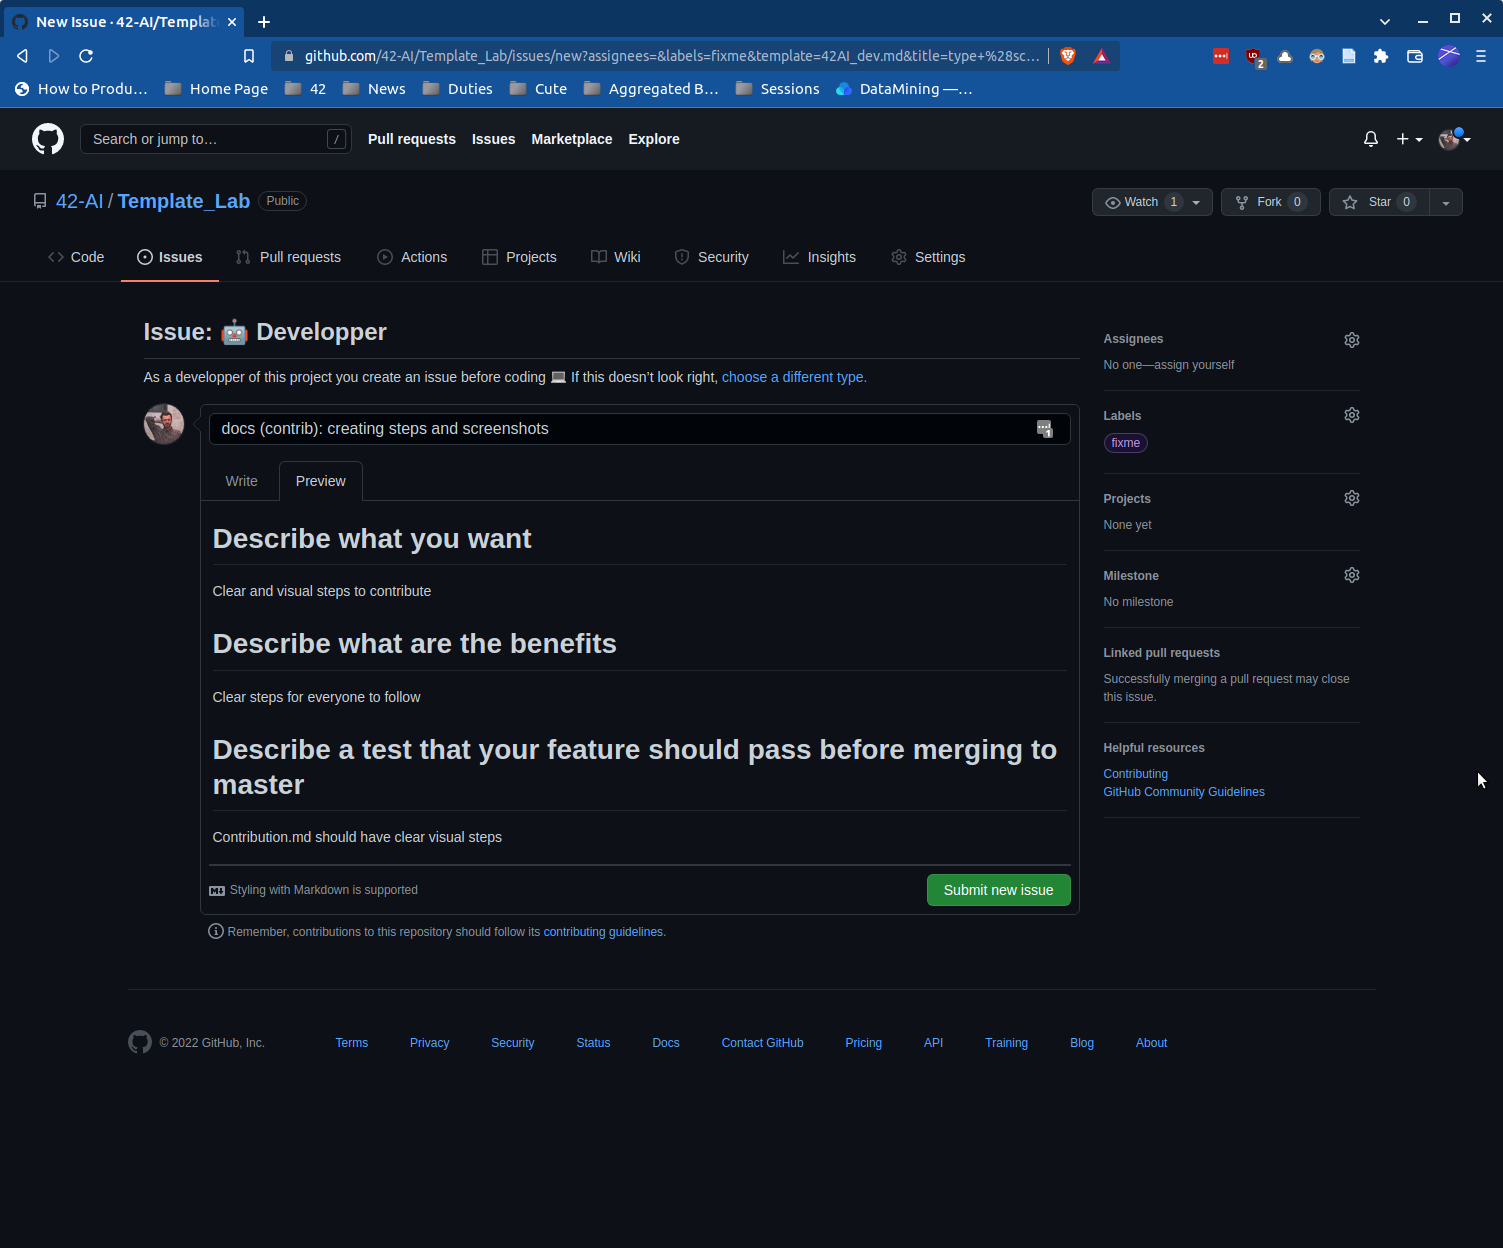 New Issue · 42-AI/Templat
github.com/42-AI/Template_Lab/issues/new?assignees=&labels=fixme&template=42AI_dev.md&title=type+%28sc...
2
How to Produ... Home Page 42 News Duties Cute Aggregated B... Sessions DataMining —...
Search or jump to... / Pull requests Issues Marketplace Explore
42-AI / Template_Lab Public
Watch 1 Fork 0 Star 0
Code Issues Pull requests Actions Projects Wiki Security Insights Settings
Issue: 🤖 Developper
As a developper of this project you create an issue before coding 💻 If this doesn’t look right, choose a different type.
docs (contrib): creating steps and screenshots
1
Write Preview
Describe what you want
Clear and visual steps to contribute
Describe what are the benefits
Clear steps for everyone to follow
Describe a test that your feature should pass before merging to
master
Contribution.md should have clear visual steps
Styling with Markdown is supported
Submit new issue
Remember, contributions to this repository should follow its contributing guidelines.
Assignees
No one—assign yourself
Labels
fixme
Projects
None yet
Milestone
No milestone
Linked pull requests
Successfully merging a pull request may close
this issue.
Helpful resources
Contributing
GitHub Community Guidelines
© 2022 GitHub, Inc. Terms Privacy Security Status Docs Contact GitHub Pricing API Training Blog About